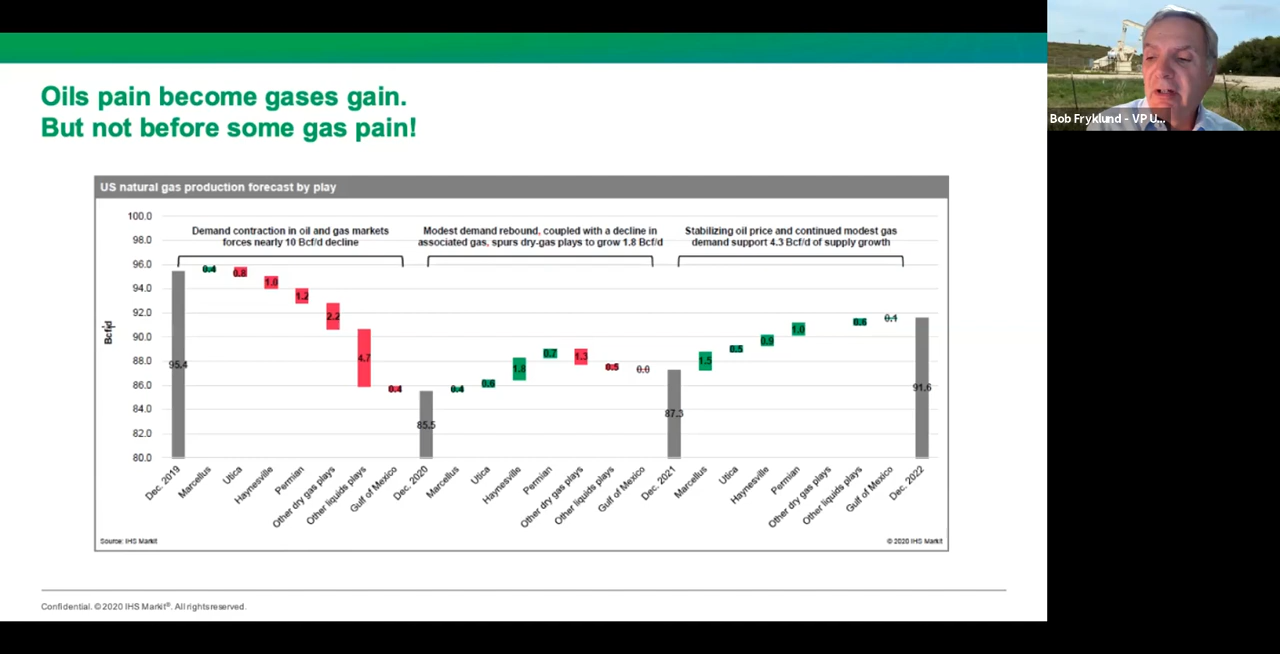 Oils pain become gases gain.
But not before some gas pain!
Bob Fryklund - VP U...
US natural gas production forecast by play
Demand contraction in oil and gas markets
forces nearly 10 Bcf/d decline
Modest demand rebound, coupled with a decline in
associated gas, spurs dry-gas plays to grow 1.8 Bcf/d
Stabilizing oil price and continued modest gas
demand support 4.3 Bcf/d of supply growth
Bcf/d
100.0
98.0
96.0
94.0
92.0
90.0
88.0
86.0
84.0
82.0
80.0
95.4
0.4
0.8
1.0
1.2
2.2
4.7
0.4
85.5
0.4
0.6
1.8
0.7
1.3
0.5
0.0
87.3
1.5
0.5
0.9
1.0
0.6
0.1
91.6
Dec. 2019
Marcellus
Utica
Haynesville
Permian
Other dry gas plays
Other liquids plays
Gulf of Mexico
Dec. 2020
Marcellus
Utica
Haynesville
Permian
Other dry gas plays
Other liquids plays
Gulf of Mexico
Dec. 2021
Marcellus
Utica
Haynesville
Permian
Other dry gas plays
Other liquids plays
Gulf of Mexico
Dec. 2022
Source: IHS Markit
© 2020 IHS Markit
Confidential. © 2020 IHS Markit®. All rights reserved.